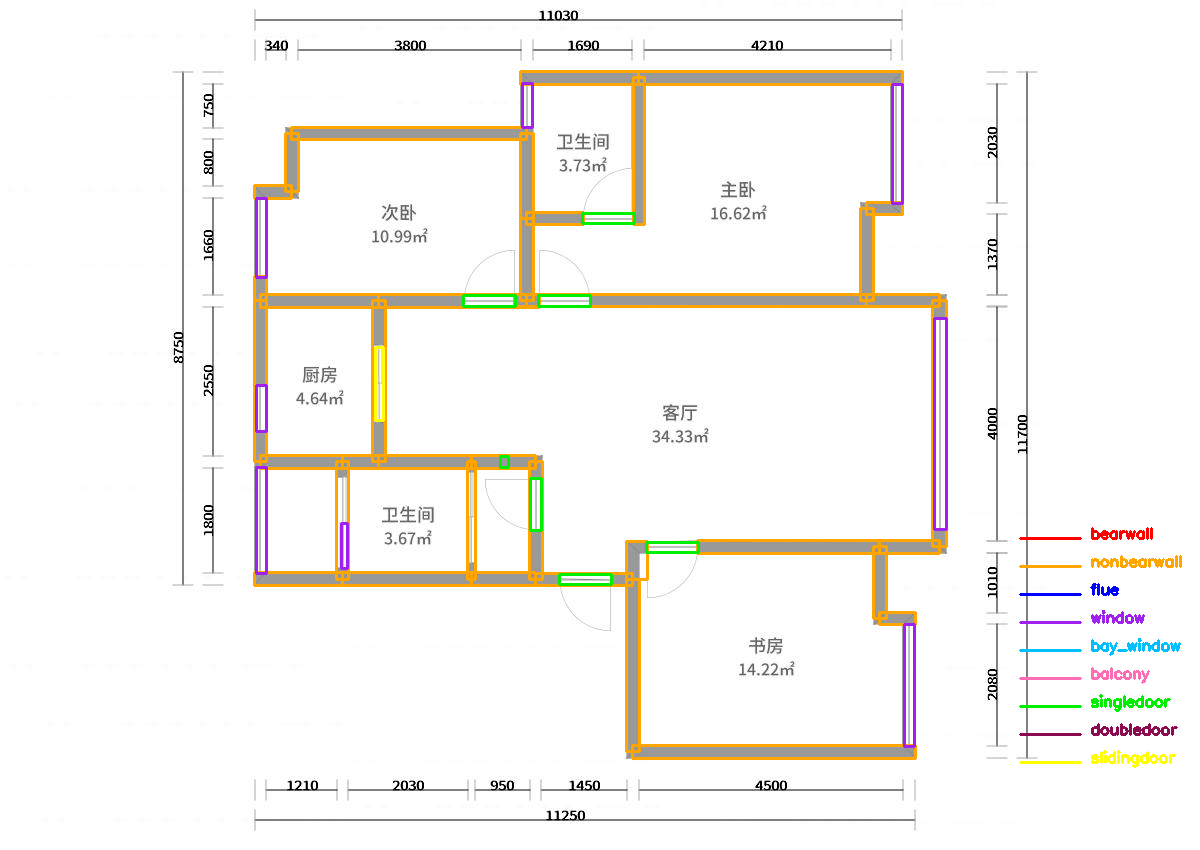 11030
340
3800
1690
4210
750
800
1660
2550
1800
8750
2030
1370
4000
11700
1010
2080
卫生间
3.73㎡
主卧
16.62㎡
次卧
10.99㎡
厨房
4.64㎡
客厅
34.33㎡
卫生间
3.67㎡
书房
14.22㎡
bearwall
nonbearwall
flue
window
bay_window
balcony
singledoor
doubledoor
slidingdoor
1210
2030
950
1450
4500
11250